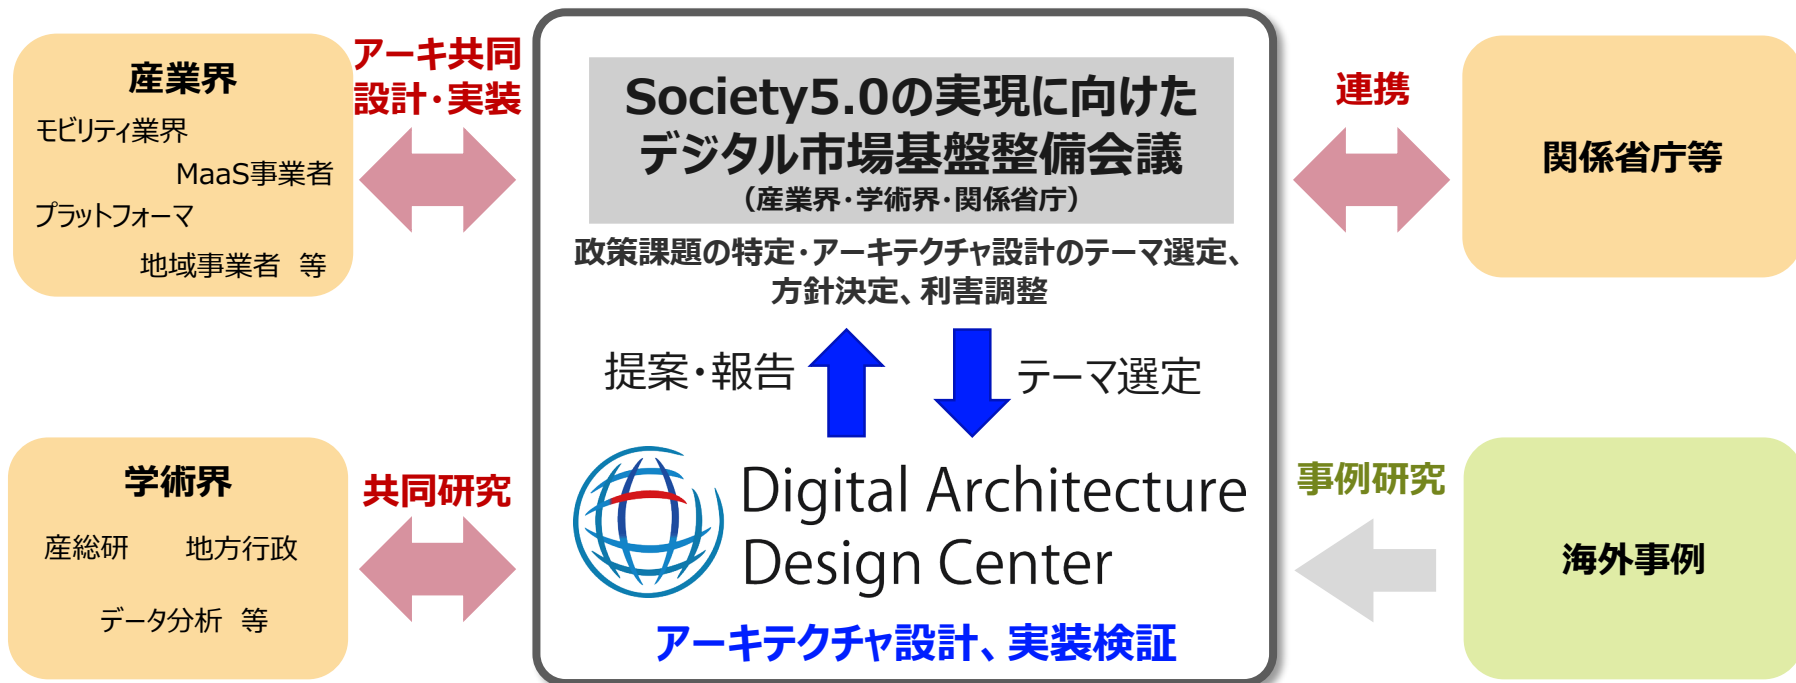 産業界
モビリティ業界
MaaS事業者
プラットフォーマ
地域事業者 等
アーキ共同
設計・実装
Society5.0の実現に向けた
デジタル市場基盤整備会議
(産業界・学術界・関係省庁)
政策課題の特定・アーキテクチャ設計のテーマ選定、
方針決定、利害調整
連携
関係省庁等
提案・報告
テーマ選定
学術界
産総研 地方行政
データ分析 等
共同研究
Digital Architecture
Design Center
アーキテクチャ設計、実装検証
事例研究
海外事例